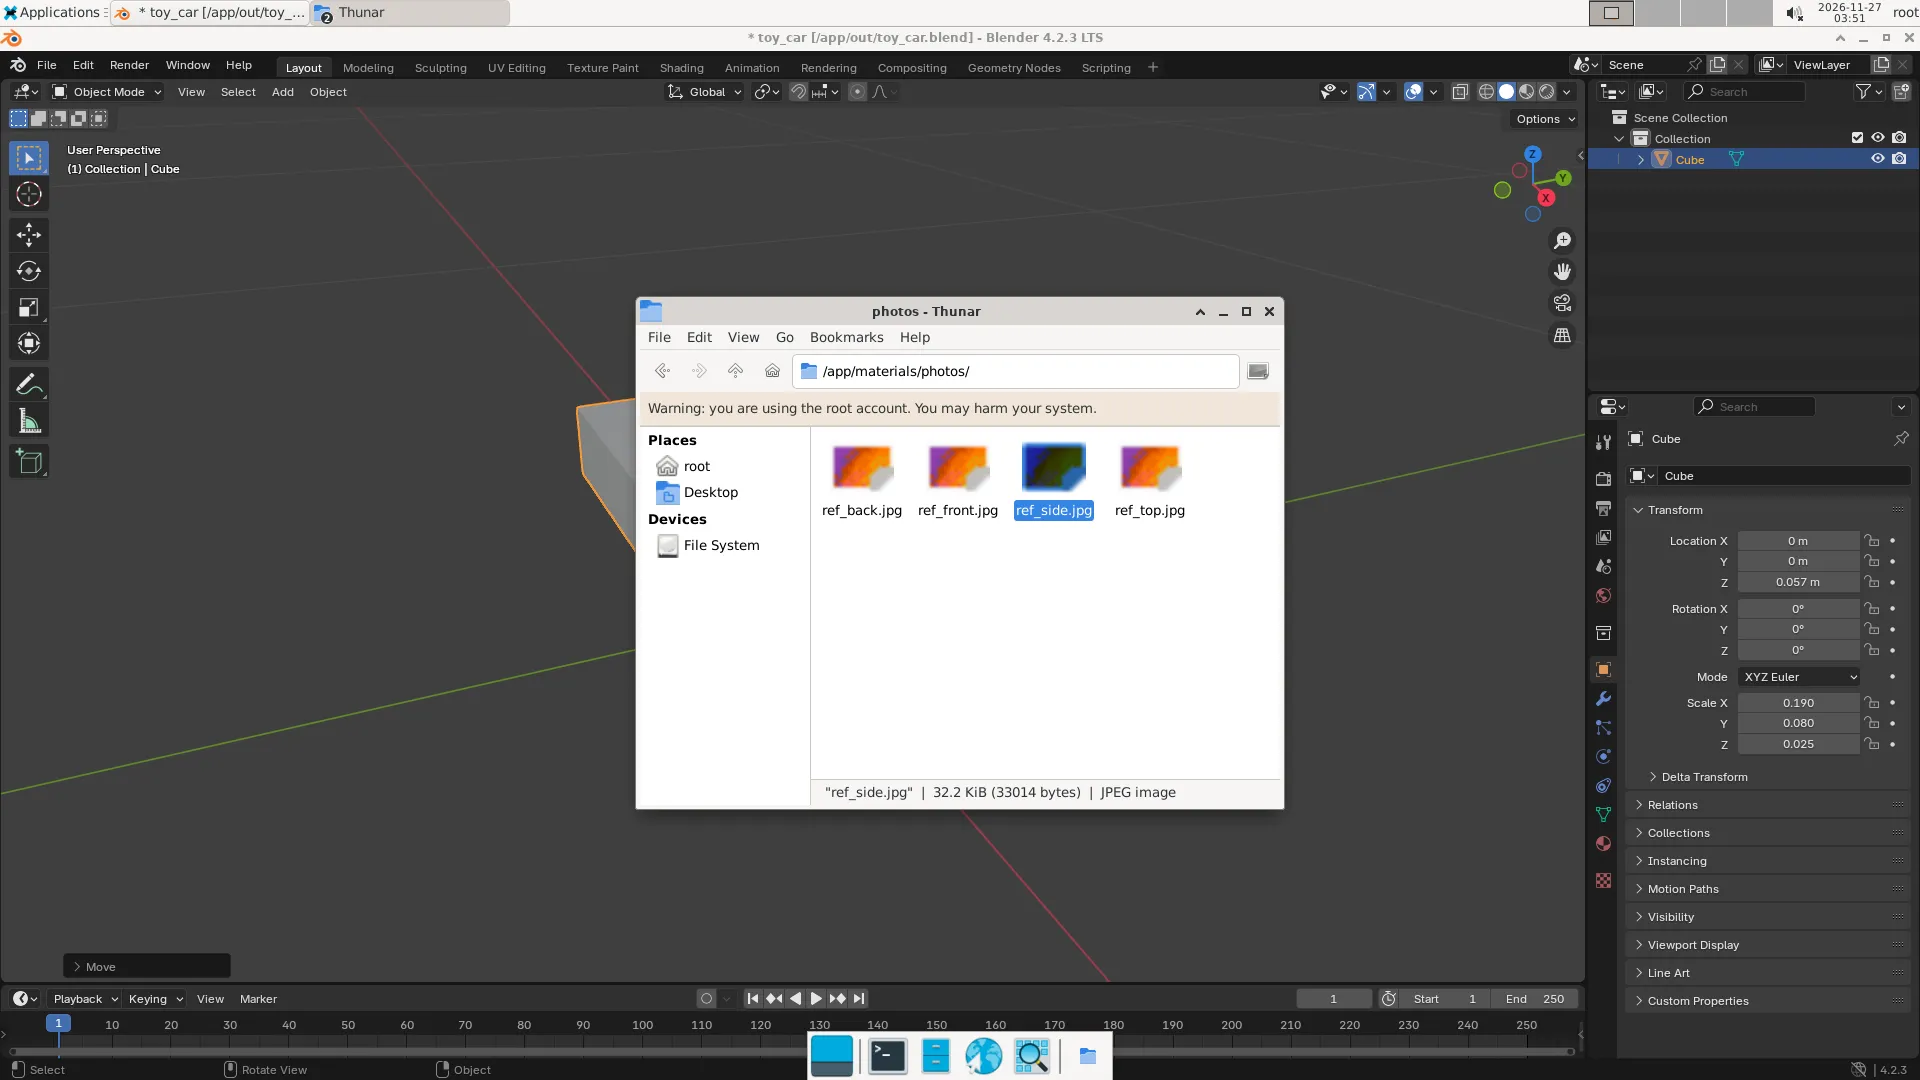 Applications
* toy_car [/app/out/toy_...
2
Thunar
2026-11-27
03:51
root
* toy_car [/app/out/toy_car.blend] - Blender 4.2.3 LTS
File Edit Render Window Help
Layout Modeling Sculpting UV Editing Texture Paint Shading Animation Rendering Compositing Geometry Nodes Scripting +
Scene
ViewLayer
Object Mode View Select Add Object
Global
Search
Options
User Perspective
(1) Collection | Cube
Z
Y
X
Scene Collection
Collection
Cube
photos - Thunar
File Edit View Go Bookmarks Help
/app/materials/photos/
Warning: you are using the root account. You may harm your system.
Places
root
Desktop
Devices
File System
ref_back.jpg
ref_front.jpg
ref_side.jpg
ref_top.jpg
"ref_side.jpg" | 32.2 KiB (33014 bytes) | JPEG image
Search
Cube
Cube
Transform
Location X 0 m
Y 0 m
Z 0.057 m
Rotation X 0°
Y 0°
Z 0°
Mode XYZ Euler
Scale X 0.190
Y 0.080
Z 0.025
Delta Transform
Relations
Collections
Instancing
Motion Paths
Visibility
Viewport Display
Line Art
Custom Properties
Move
Playback Keying View Marker
1
Start 1
End 250
1 10 20 30 40 50 60 70 80 90 100 110 120 130 140 150 160 170 180 190 200 210 220 230 240 250
Select
Rotate View
Object
4.2.3